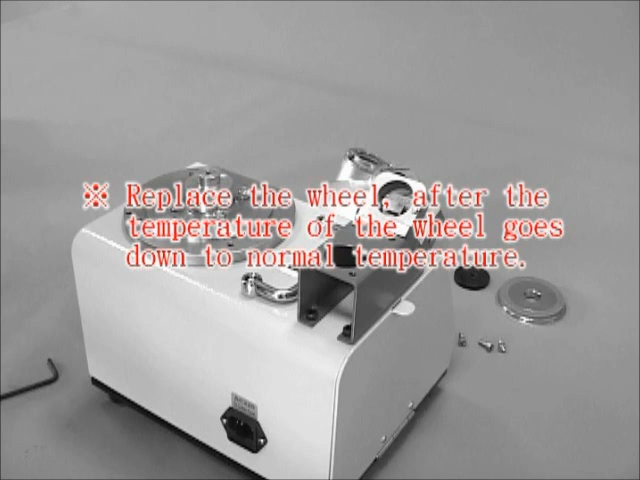 ※ Replace the wheel, after the
temperature of the wheel goes
down to normal temperature.